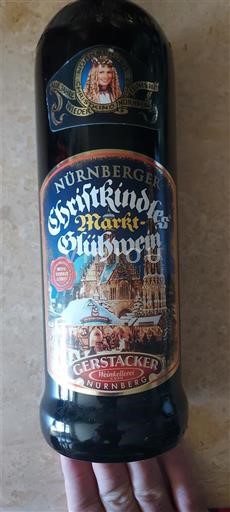 NÜRNBERGER
Christkindles
Markt-
Glühwein
GERSTACKER
Weinkellerei
NÜRNBERG